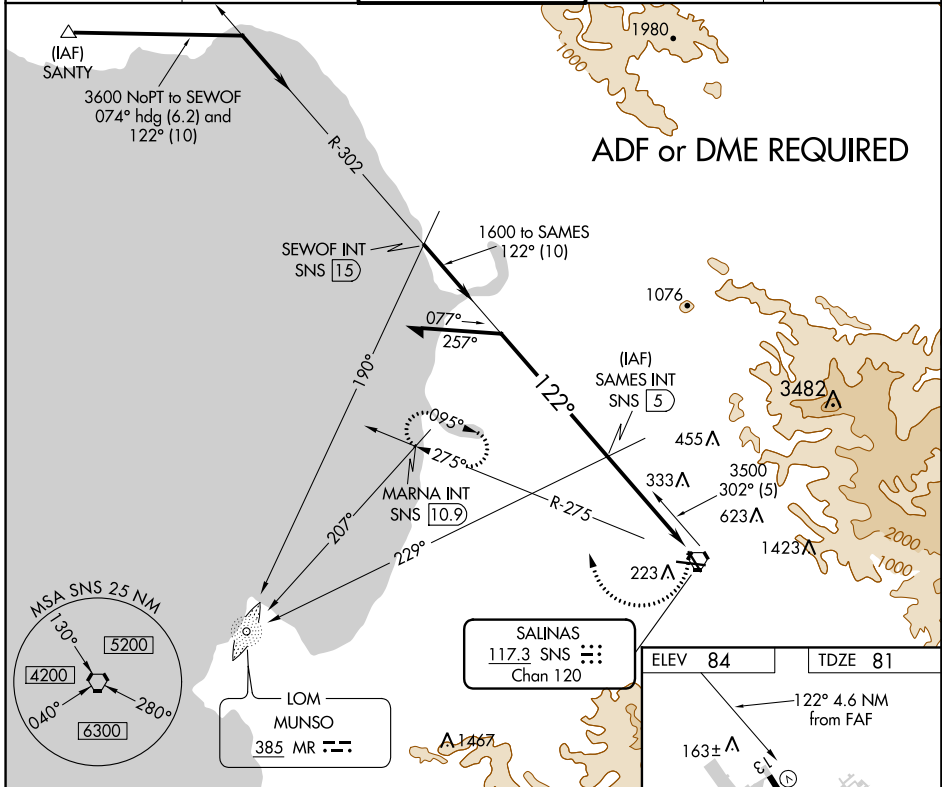 1980
1000
(IAF)
SANTY
3600 NoPT to SEWOF
074° hdg (6.2) and
122° (10)
R-302
ADF or DME REQUIRED
SEWOF INT
SNS 15
1600 to SAMES
122° (10)
1076
077°
257°
(IAF)
SAMES INT
SNS 5
122°
190°
3482
095°
275°
455
MARNA INT
SNS 10.9
333
3500
302° (5)
R-275
623
207°
229°
1423
2000
1000
223
MSA SNS 25 NM
130°
5200
4200
040°
280°
6300
SALINAS
117.3 SNS
Chan 120
LOM
MUNSO
385 MR
1467
ELEV 84
TDZE 81
122° 4.6 NM
from FAF
163±
13
V